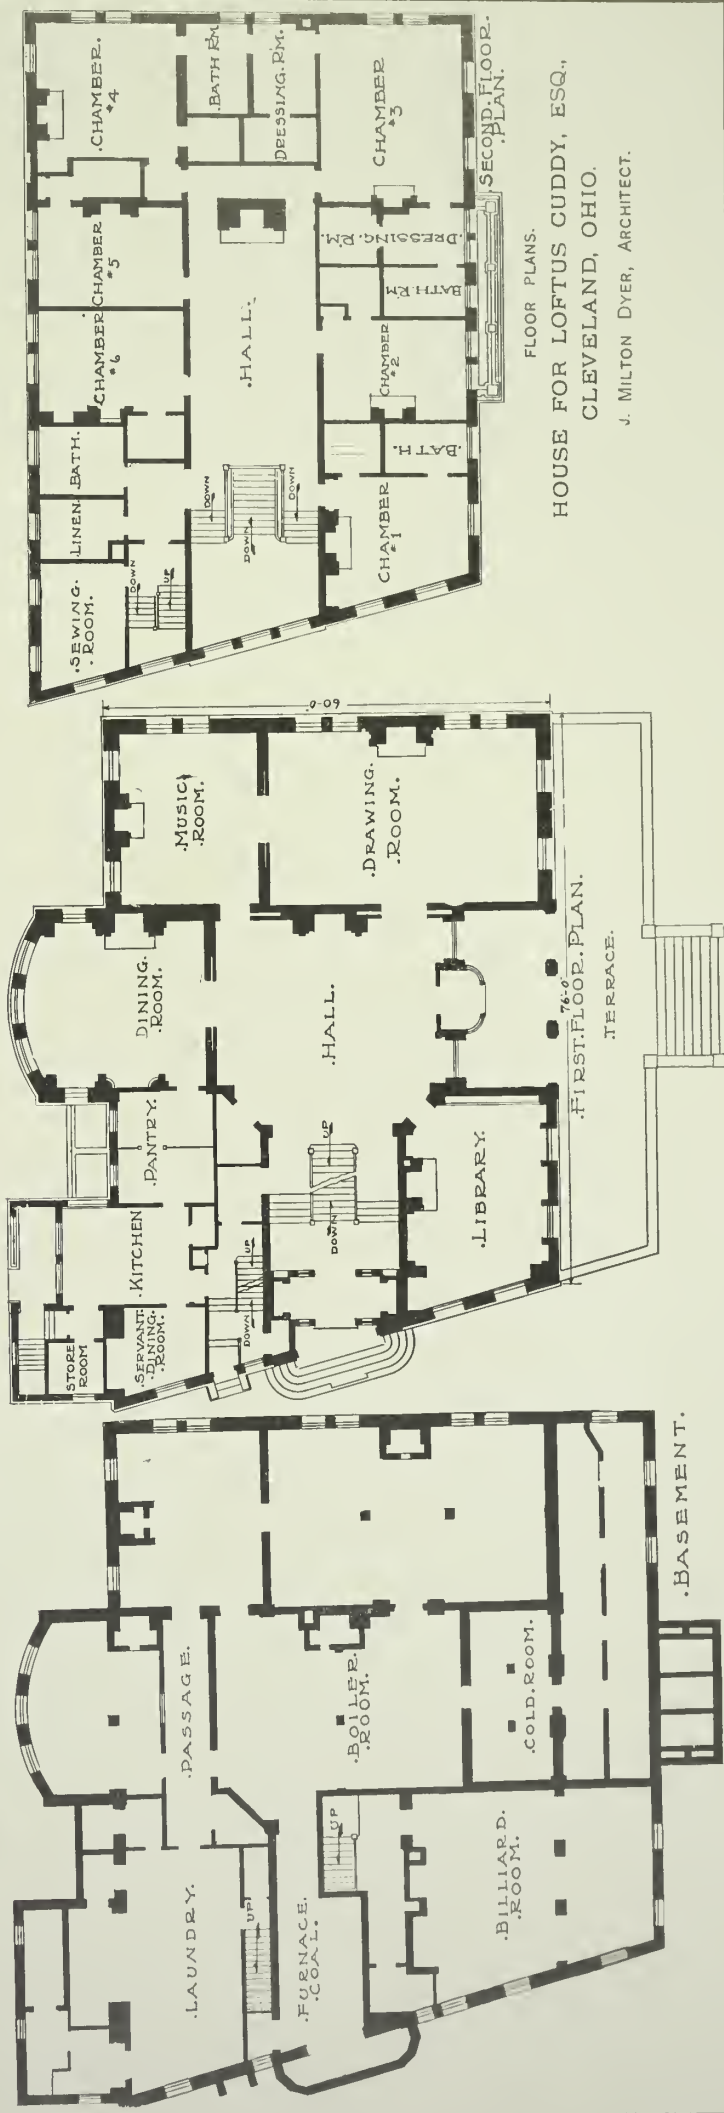 .CHAMBER.
#4
.BATH RM
.DRESSING.RM.
CHAMBER
#3
CHAMBER
#5
CHAMBER
#6
.HALL.
.DRESSING.
RM.
BATH.RM
CHAMBER
#2
.BATH.
.LINEN.
.BATH.
CHAMBER
#1
.SEWING.
.ROOM.
DOWN
UP
DOWN
DOWN
DOWN
.SECOND.FLOOR.
.PLAN.
FLOOR PLANS.
HOUSE FOR LOFTUS CUDDY, ESQ.,
CLEVELAND, OHIO.
J. MILTON DYER, ARCHITECT.
.MUSIC.
.ROOM.
.DRAWING.
.ROOM.
60-0
DINING.
.ROOM.
.HALL.
.PANTRY.
.KITCHEN
STORE
ROOM
.SERVANT.
.DINING.
.ROOM.
DOWN
UP
DOWN
UP
.LIBRARY.
76-0
.FIRST.FLOOR.PLAN.
.TERRACE.
.PASSAGE.
.BOILER.
.ROOM.
.COLD.ROOM.
.LAUNDRY.
UP
UP
.FURNACE.
.COAL.
.BILLIARD.
.ROOM.
.BASEMENT.